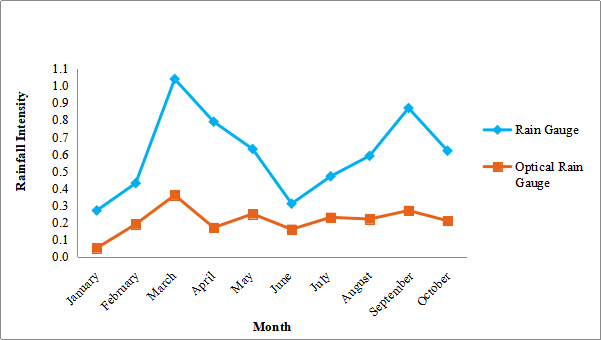 1.1
1.0
0.9
0.8
0.7
0.6
0.5
0.4
0.3
0.2
0.1
0.0
Rainfall Intensity
January
February
March
April
May
June
July
August
September
October
Month
Rain Gauge
Optical Rain
Gauge